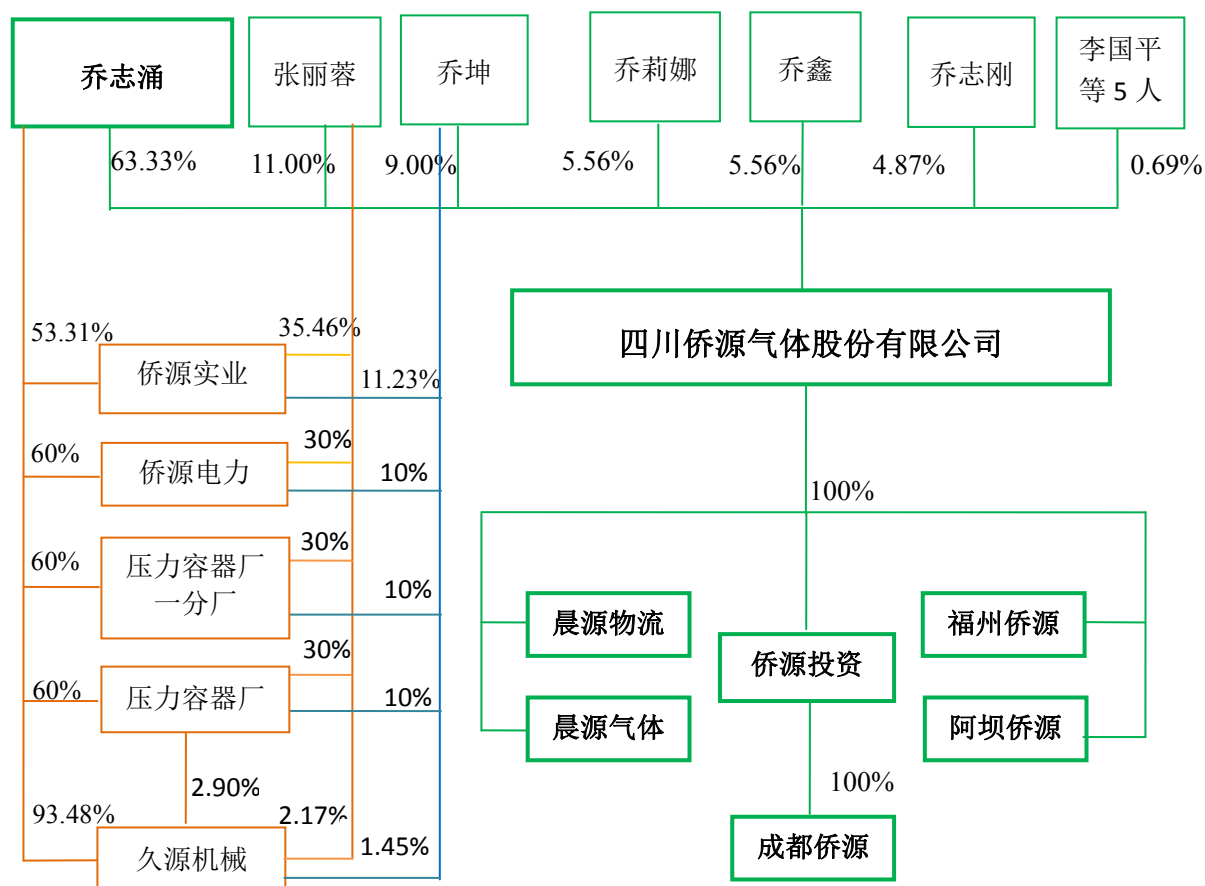 乔志涌
张丽蓉
乔坤
乔莉娜
乔鑫
乔志刚
李国平
等 5 人
63.33%
11.00%
9.00%
5.56%
5.56%
4.87%
0.69%
四川侨源气体股份有限公司
53.31%
35.46%
侨源实业
11.23%
60%
30%
侨源电力
10%
100%
60%
30%
压力容器厂
一分厂
10%
晨源物流
福州侨源
侨源投资
60%
30%
压力容器厂
10%
晨源气体
阿坝侨源
2.90%
100%
93.48%
2.17%
久源机械
1.45%
成都侨源